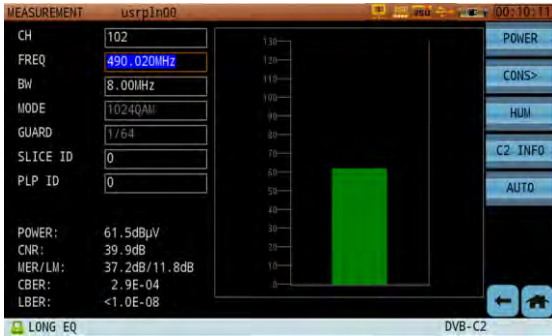 MEASUREMENT usrpln00 00:10:11
CH 102
FREQ 490.020MHz
BW 8.00MHz
MODE 1024QAM
GUARD 1/64
SLICE ID 0
PLP ID 0
POWER: 61.5dBµV
CNR: 39.9dB
MER/LM: 37.2dB/11.8dB
CBER: 2.9E-04
LBER: <1.0E-08
130
120
110
100
90
80
70
60
50
40
30
20
10
0
POWER
CONS>
HUM
C2 INFO
AUTO
LONG EQ DVB-C2